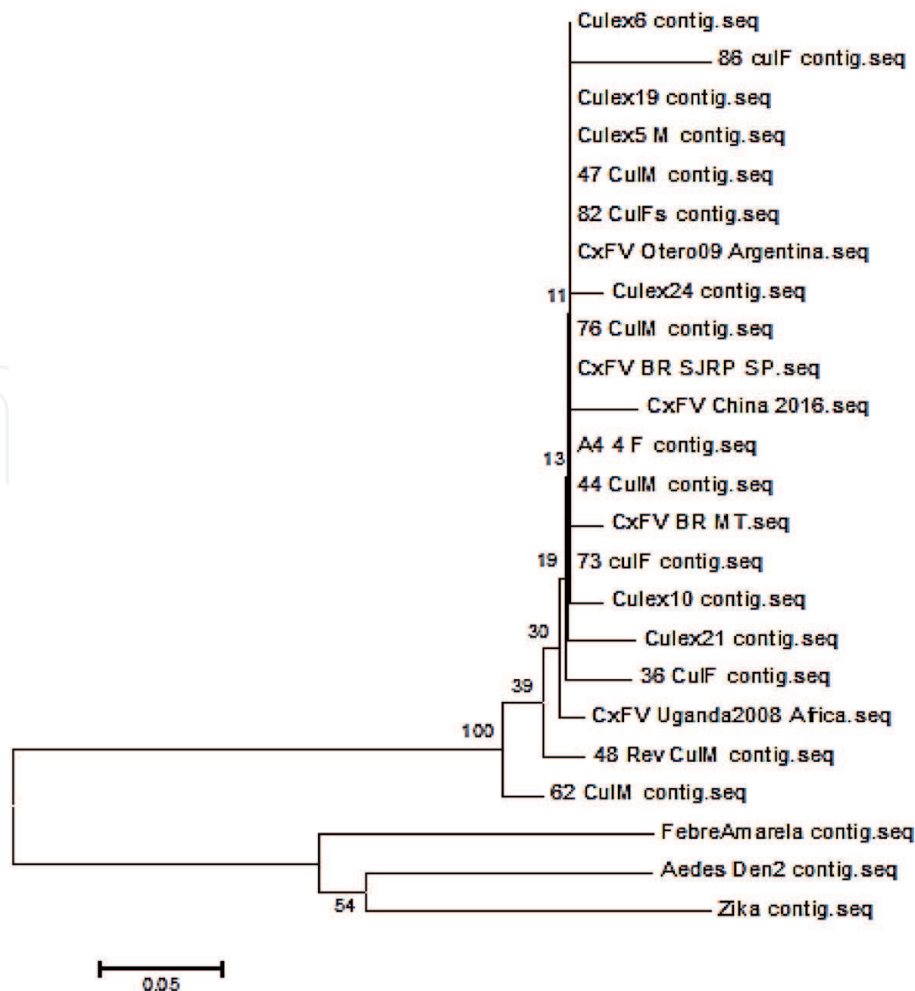 Culex6 contig.seq
86 culF contig.seq
Culex19 contig.seq
Culex5 M contig.seq
47 CulM contig.seq
82 CulFs contig.seq
CxFV Otero09 Argentina.seq
11
Culex24 contig.seq
76 CulM contig.seq
CxFV BR SJRP SP.seq
CxFV China 2016.seq
A4 4 F contig.seq
13
44 CulM contig.seq
CxFV BR MT.seq
19
73 culF contig.seq
Culex10 contig.seq
30
Culex21 contig.seq
39
36 CulF contig.seq
100
CxFV Uganda2008 Africa.seq
48 Rev CulM contig.seq
62 CulM contig.seq
FebreAmarela contig.seq
Aedes Den2 contig.seq
54
Zika contig.seq
0.05